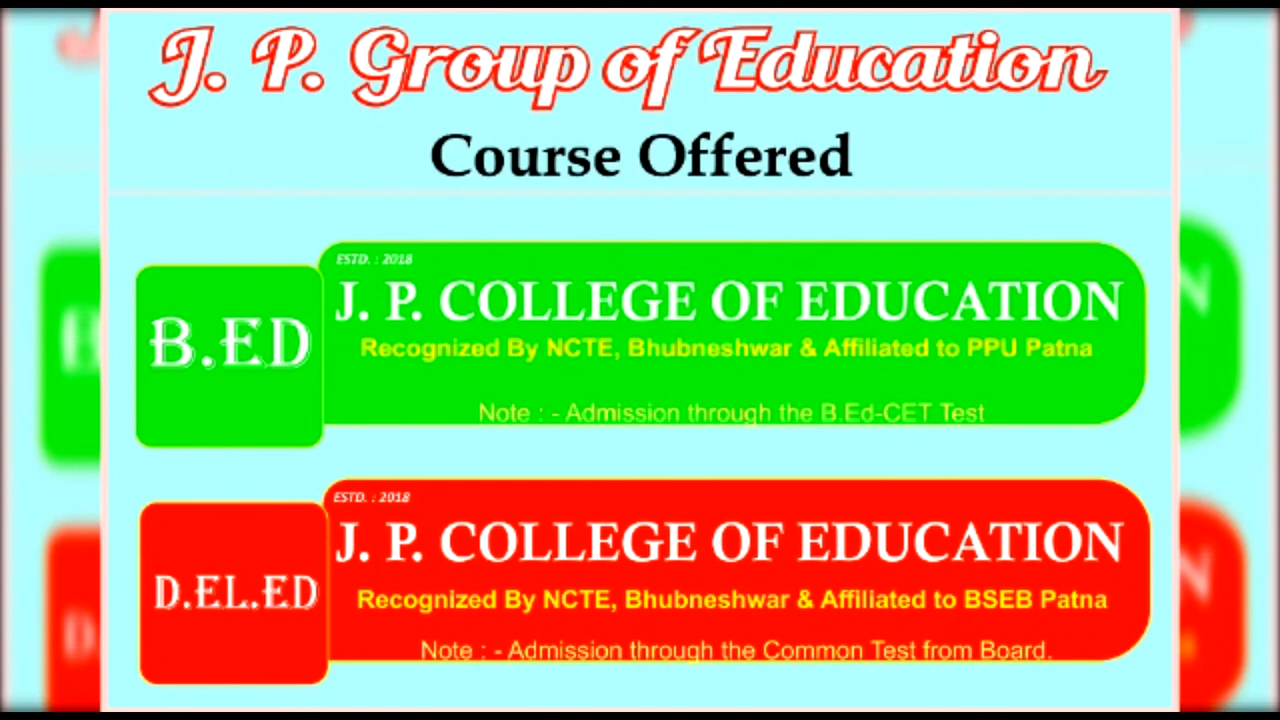 J. P. Group of Education
Course Offered
ESTD. : 2018
J. P. COLLEGE OF EDUCATION
B.ED
Recognized By NCTE, Bhubneshwar & Affiliated to PPU Patna
Note : - Admission through the B.Ed-CET Test
ESTD. : 2018
J. P. COLLEGE OF EDUCATION
D.EL.ED
Recognized By NCTE, Bhubneshwar & Affiliated to BSEB Patna
Note : - Admission through the Common Test from Board.